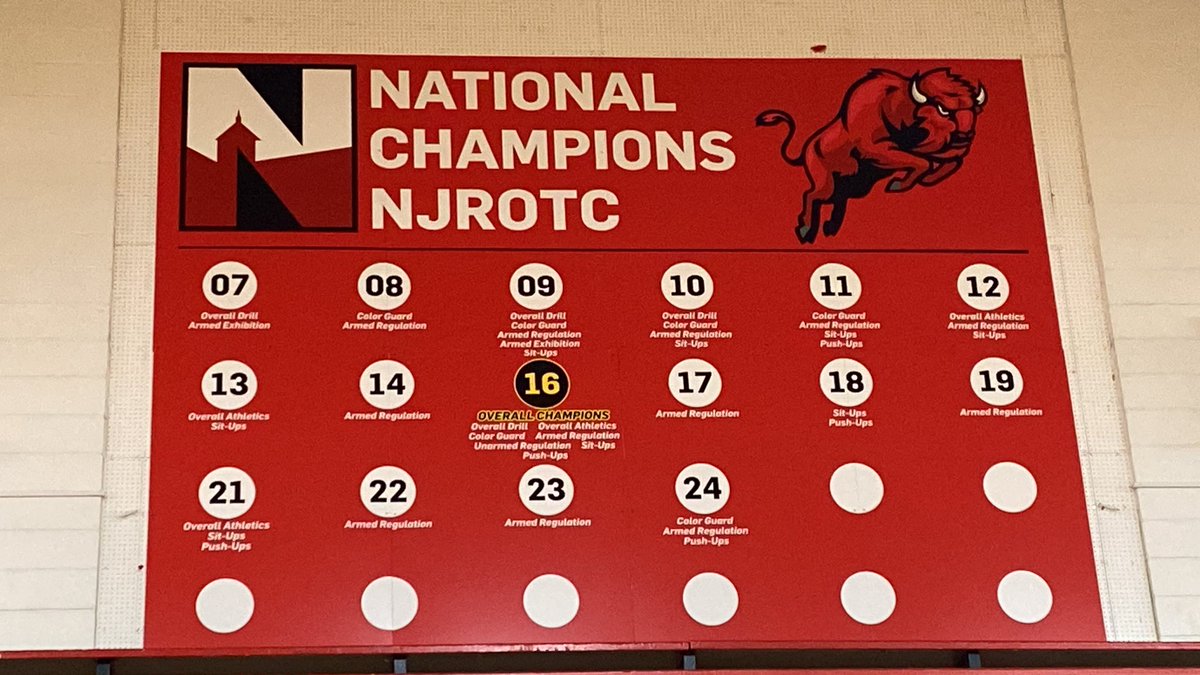 N
NATIONAL
CHAMPIONS
NJROTC
07
Overall Drill
Armed Exhibition
08
Color Guard
Armed Regulation
09
Overall Drill
Color Guard
Armed Regulation
Armed Exhibition
Sit-Ups
10
Overall Drill
Color Guard
Armed Regulation
Sit-Ups
11
Color Guard
Armed Regulation
Sit-Ups
Push-Ups
12
Overall Athletics
Armed Regulation
Sit-Ups
13
Overall Athletics
Sit-Ups
14
Armed Regulation
16
OVERALL CHAMPIONS
Overall Drill Overall Athletics
Color Guard Armed Regulation
Unarmed Regulation Sit-Ups
Push-Ups
17
Armed Regulation
18
Sit-Ups
Push-Ups
19
Armed Regulation
21
Overall Athletics
Sit-Ups
Push-Ups
22
Armed Regulation
23
Armed Regulation
24
Color Guard
Armed Regulation
Push-Ups